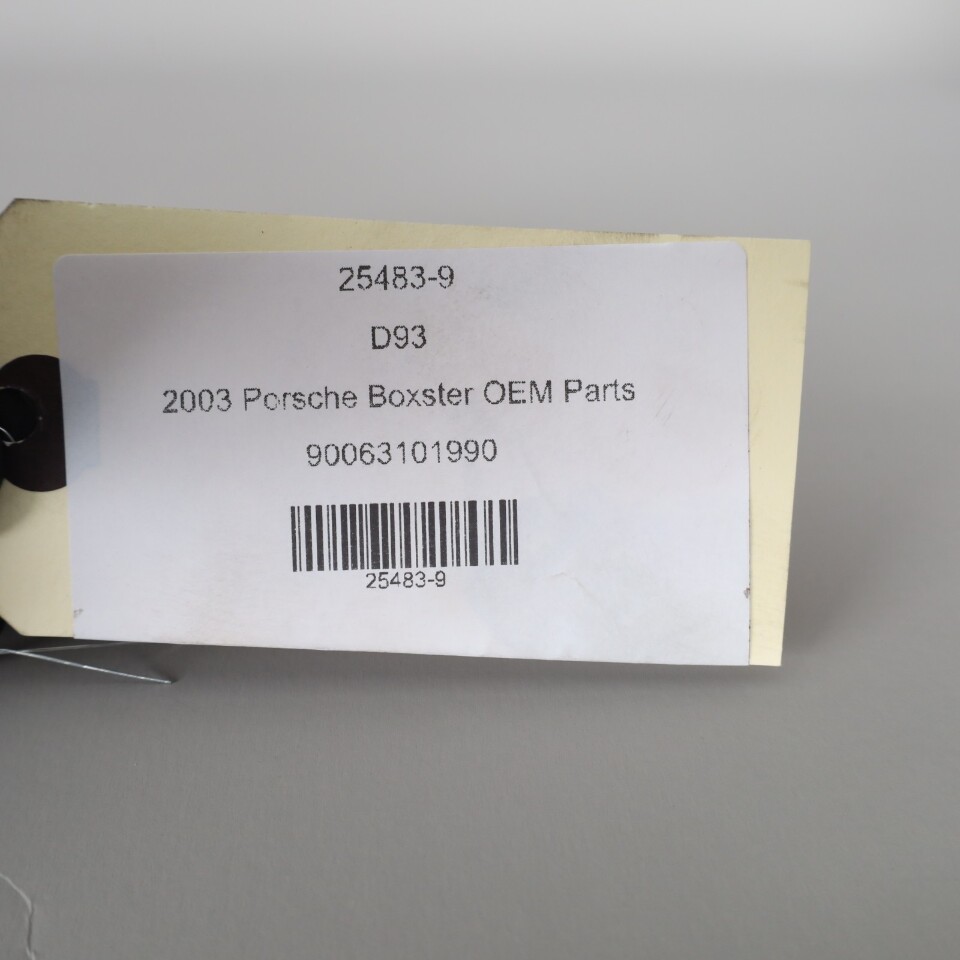 25483-9
D93
2003 Porsche Boxster OEM Parts
90063101990
25483-9